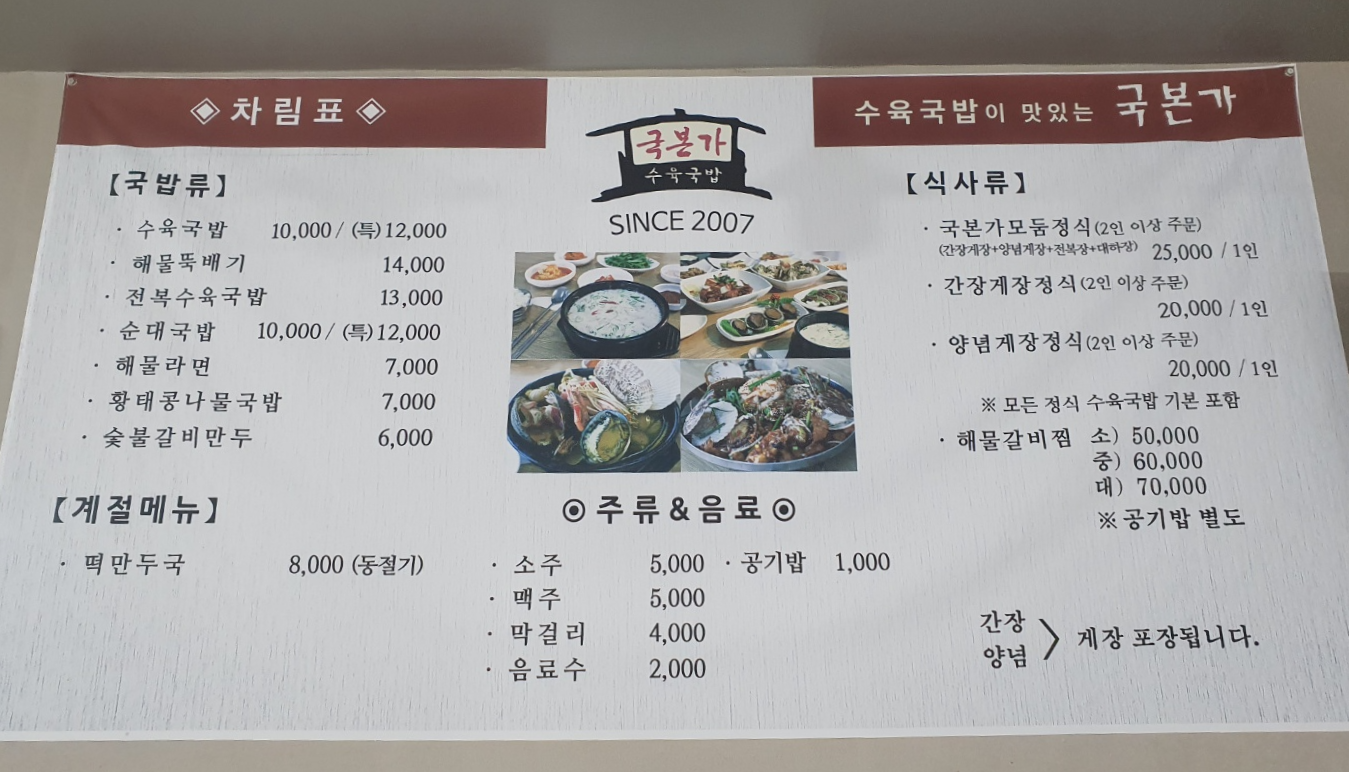 ◈차림표◈
수육국밥이 맛있는 국본가
국본가
수육국밥
SINCE 2007
【국밥류】
· 수육국밥 10,000 / (특)12,000
· 해물뚝배기 14,000
· 전복수육국밥 13,000
· 순대국밥 10,000 / (특)12,000
· 해물라면 7,000
· 황태콩나물국밥 7,000
· 숯불갈비만두 6,000
【계절메뉴】
· 떡만두국 8,000 (동절기)
⊙주류&음료⊙
· 소주 5,000 · 공기밥 1,000
· 맥주 5,000
· 막걸리 4,000
· 음료수 2,000
【식사류】
· 국본가모둠정식(2인 이상 주문)
(간장게장+양념게장+전복장+대하장) 25,000 / 1인
· 간장게장정식(2인 이상 주문)
20,000 / 1인
· 양념게장정식(2인 이상 주문)
20,000 / 1인
※ 모든 정식 수육국밥 기본 포함
· 해물갈비찜 소) 50,000
중) 60,000
대) 70,000
※공기밥 별도
간장
양념 〉 게장 포장됩니다.